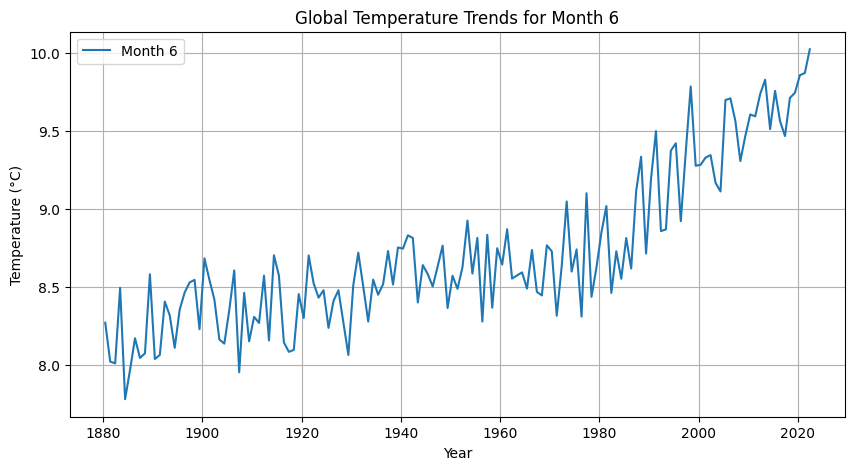 Global Temperature Trends for Month 6
Month 6
Temperature (°C)
10.0
9.5
9.0
8.5
8.0
1880 1900 1920 1940 1960 1980 2000 2020
Year